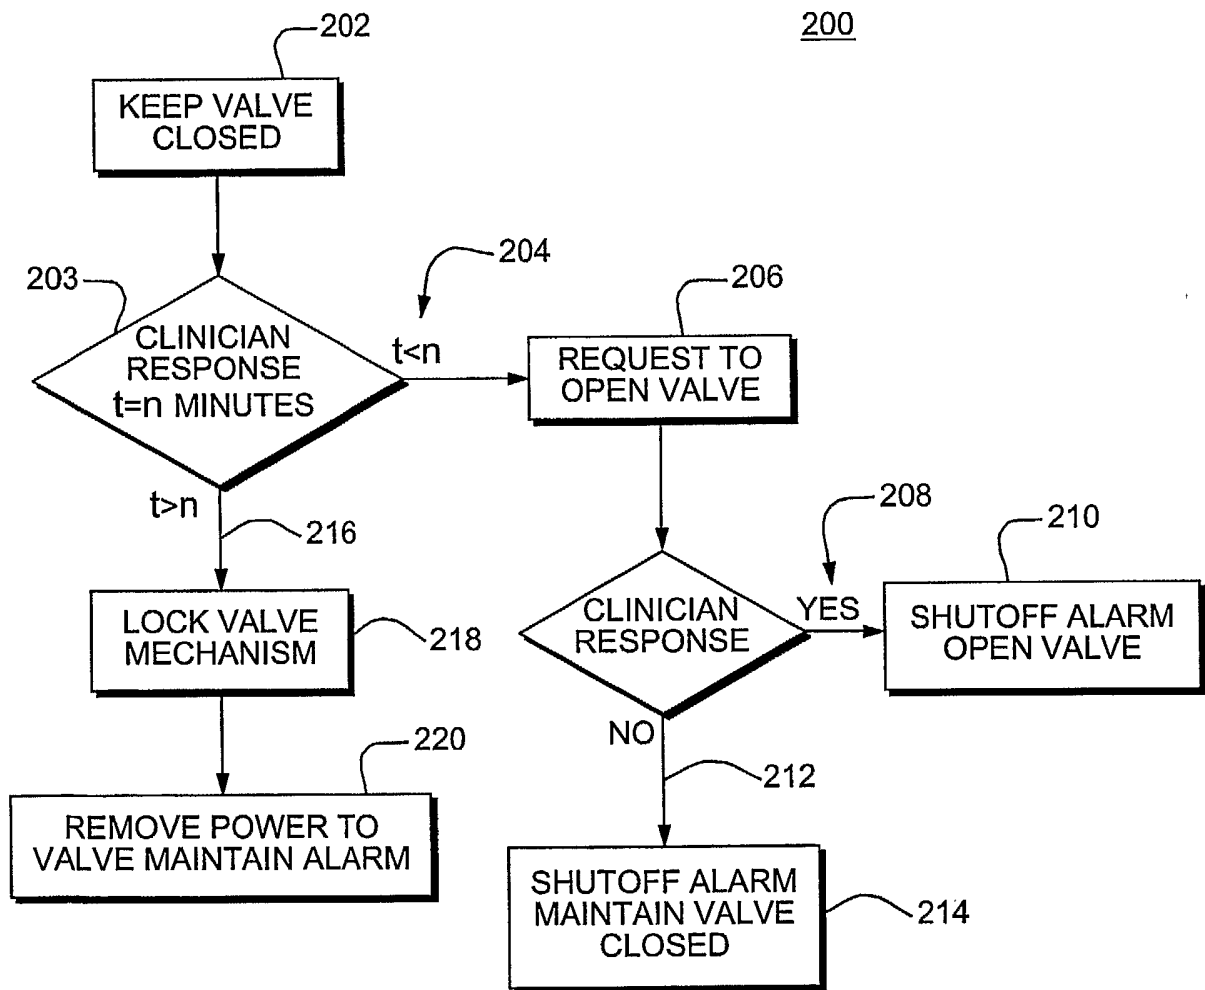 200
202
KEEP VALVE
CLOSED
203
CLINICIAN
RESPONSE
t=n MINUTES
204
t<n
206
REQUEST TO
OPEN VALVE
t>n
216
LOCK VALVE
MECHANISM
218
220
REMOVE POWER TO
VALVE MAINTAIN ALARM
CLINICIAN
RESPONSE
208
YES
210
SHUTOFF ALARM
OPEN VALVE
NO
212
SHUTOFF ALARM
MAINTAIN VALVE
CLOSED
214